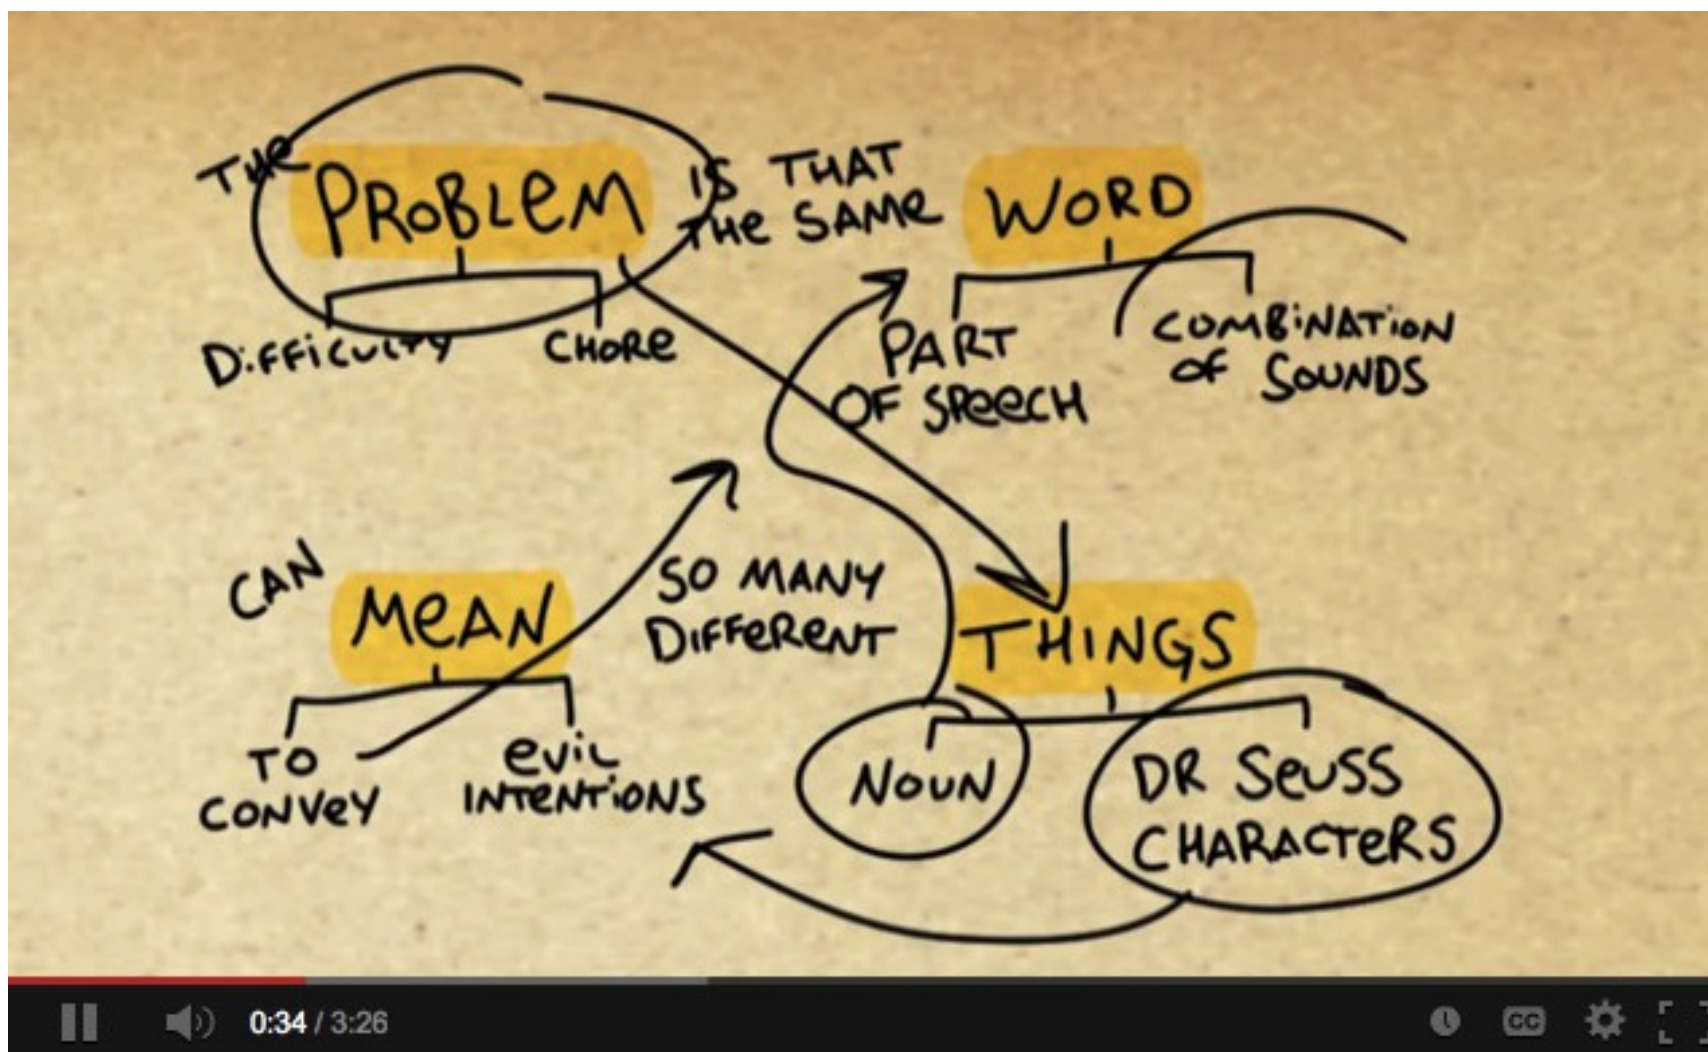 THE PROBLEM IS THAT
THE SAME WORD
DIFFICULTY CHORE
PART
OF SPEECH
COMBINATION
OF SOUNDS
CAN MEAN SO MANY
DIFFERENT THINGS
TO
CONVEY
EVIL
INTENTIONS
NOUN
DR SEUSS
CHARACTERS
0:34 / 3:26
CC